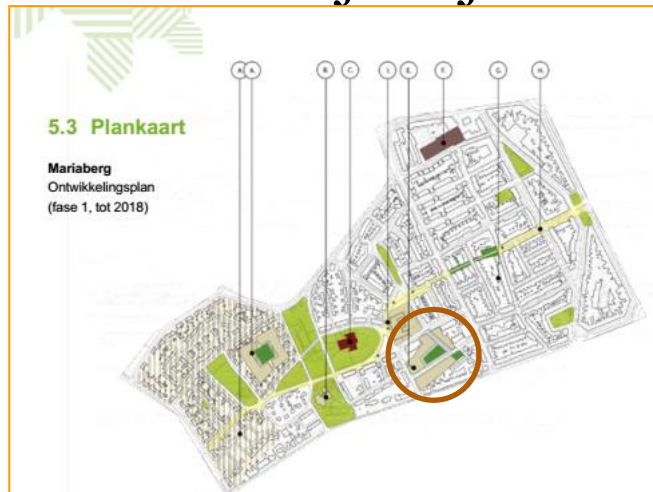 5.3 Plankaart
Mariaberg
Ontwikkelingsplan
(fase 1, tot 2018)
A. A. B. C. I. E. F. G. H.